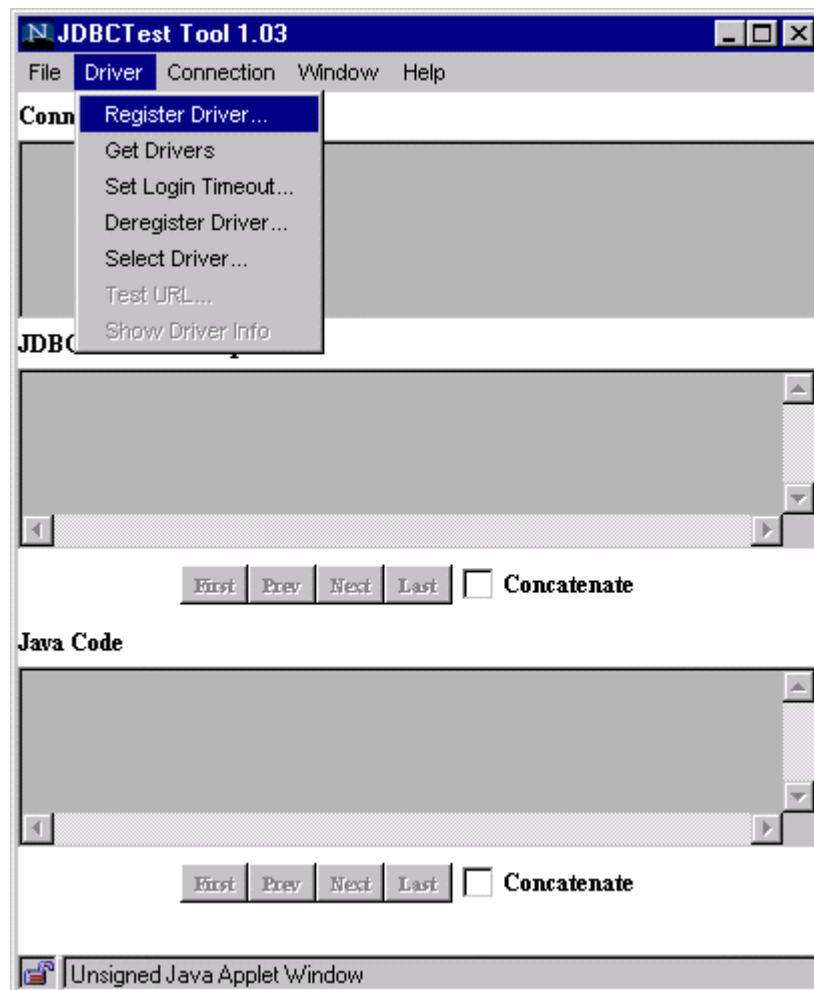 JDBCTest Tool 1.03
File Driver Connection Window Help
Conn
Register Driver...
Get Drivers
Set Login Timeout...
Deregister Driver...
Select Driver...
Test URL...
Show Driver Info
JDBC
First Prev Next Last Concatenate
Java Code
First Prev Next Last Concatenate
Unsigned Java Applet Window